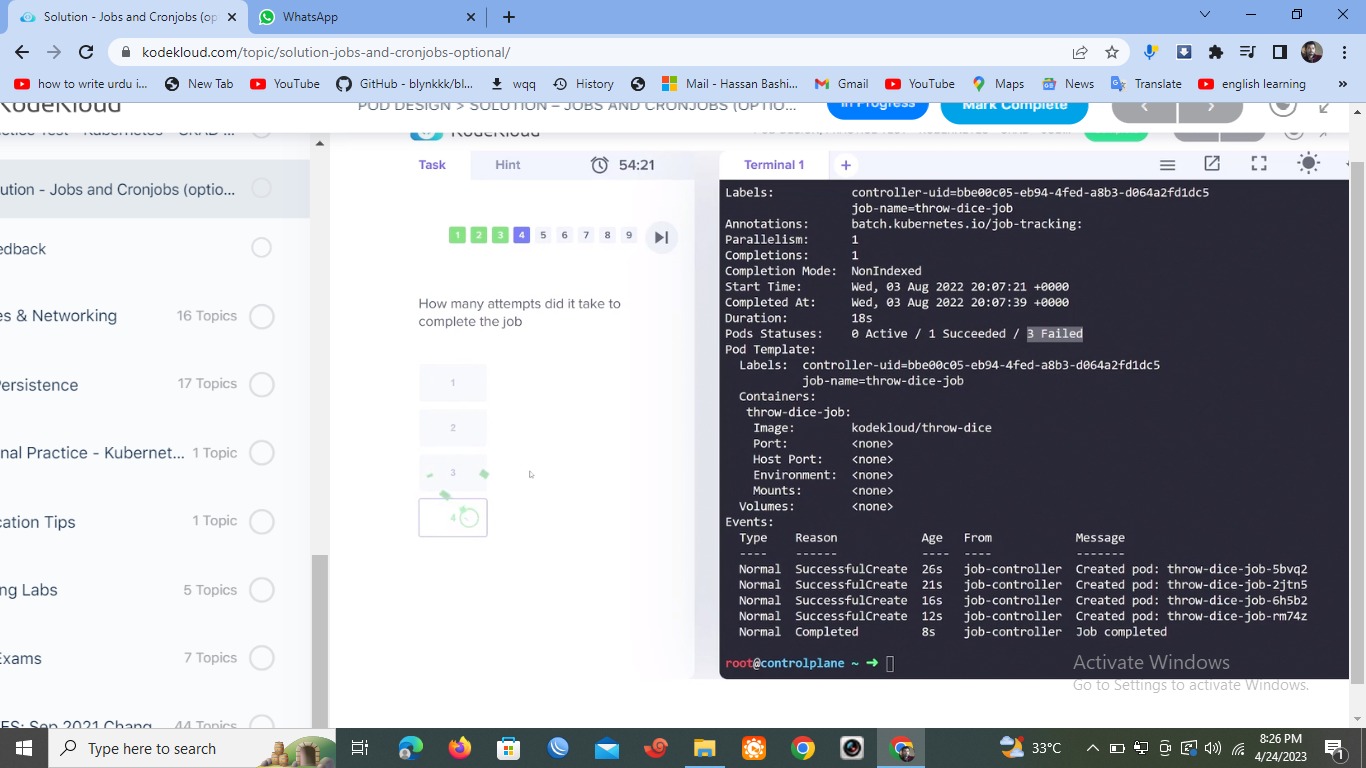 Solution - Jobs and Cronjobs (op
WhatsApp
kodekloud.com/topic/solution-jobs-and-cronjobs-optional/
how to write urdu i... New Tab YouTube GitHub - blynkkk/bl... wqq History Mail - Hassan Bashi... Gmail YouTube Maps News Translate english learning »
KodeKloud
POD DESIGN > SOLUTION – JOBS AND CRONJOBS (OPTIO...
In Progress
Mark Complete
KodeKloud
ution - Jobs and Cronjobs (optio...
edback
es & Networking 16 Topics
ersistence 17 Topics
nal Practice - Kubernet... 1 Topic
cation Tips 1 Topic
ng Labs 5 Topics
Exams 7 Topics
ES: Sep 2021 Chang 44 Topics
Task Hint 54:21
1 2 3 4 5 6 7 8 9
How many attempts did it take to
complete the job
1
2
3
4
Terminal 1 +
Labels: controller-uid=bbe00c05-eb94-4fed-a8b3-d064a2fd1dc5
job-name=throw-dice-job
Annotations: batch.kubernetes.io/job-tracking:
Parallelism: 1
Completions: 1
Completion Mode: NonIndexed
Start Time: Wed, 03 Aug 2022 20:07:21 +0000
Completed At: Wed, 03 Aug 2022 20:07:39 +0000
Duration: 18s
Pods Statuses: 0 Active / 1 Succeeded / 3 Failed
Pod Template:
Labels: controller-uid=bbe00c05-eb94-4fed-a8b3-d064a2fd1dc5
job-name=throw-dice-job
Containers:
throw-dice-job:
Image: kodekloud/throw-dice
Port: <none>
Host Port: <none>
Environment: <none>
Mounts: <none>
Volumes: <none>
Events:
Type Reason Age From Message
---- ------ ---- ---- -------
Normal SuccessfulCreate 26s job-controller Created pod: throw-dice-job-5bvq2
Normal SuccessfulCreate 21s job-controller Created pod: throw-dice-job-2jtn5
Normal SuccessfulCreate 16s job-controller Created pod: throw-dice-job-6h5b2
Normal SuccessfulCreate 12s job-controller Created pod: throw-dice-job-rm74z
Normal Completed 8s job-controller Job completed
root@controlplane ~ ➜
Activate Windows
Go to Settings to activate Windows.
Type here to search
33°C
8:26 PM
4/24/2023
1